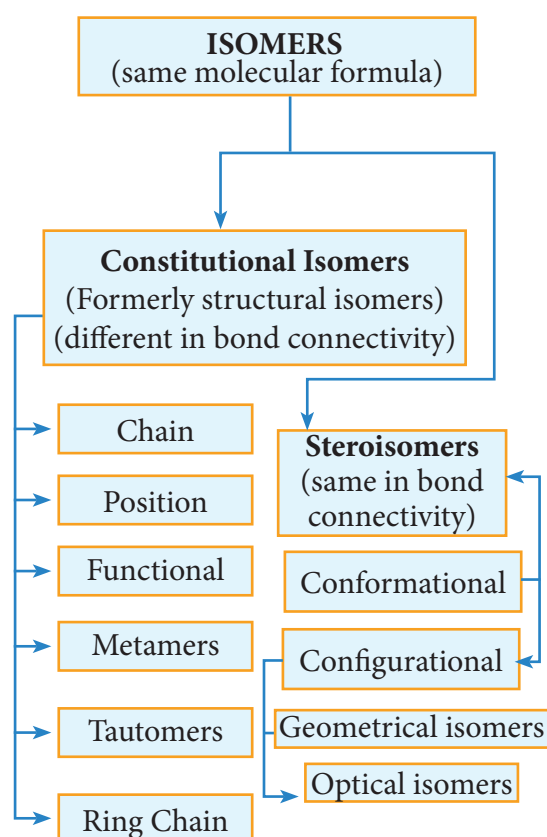 ISOMERS
(same molecular formula)
Constitutional Isomers
(Formerly structural isomers)
(different in bond connectivity)
Chain
Position
Functional
Metamers
Tautomers
Ring Chain
Steroisomers
(same in bond
connectivity)
Conformational
Configurational
Geometrical isomers
Optical isomers